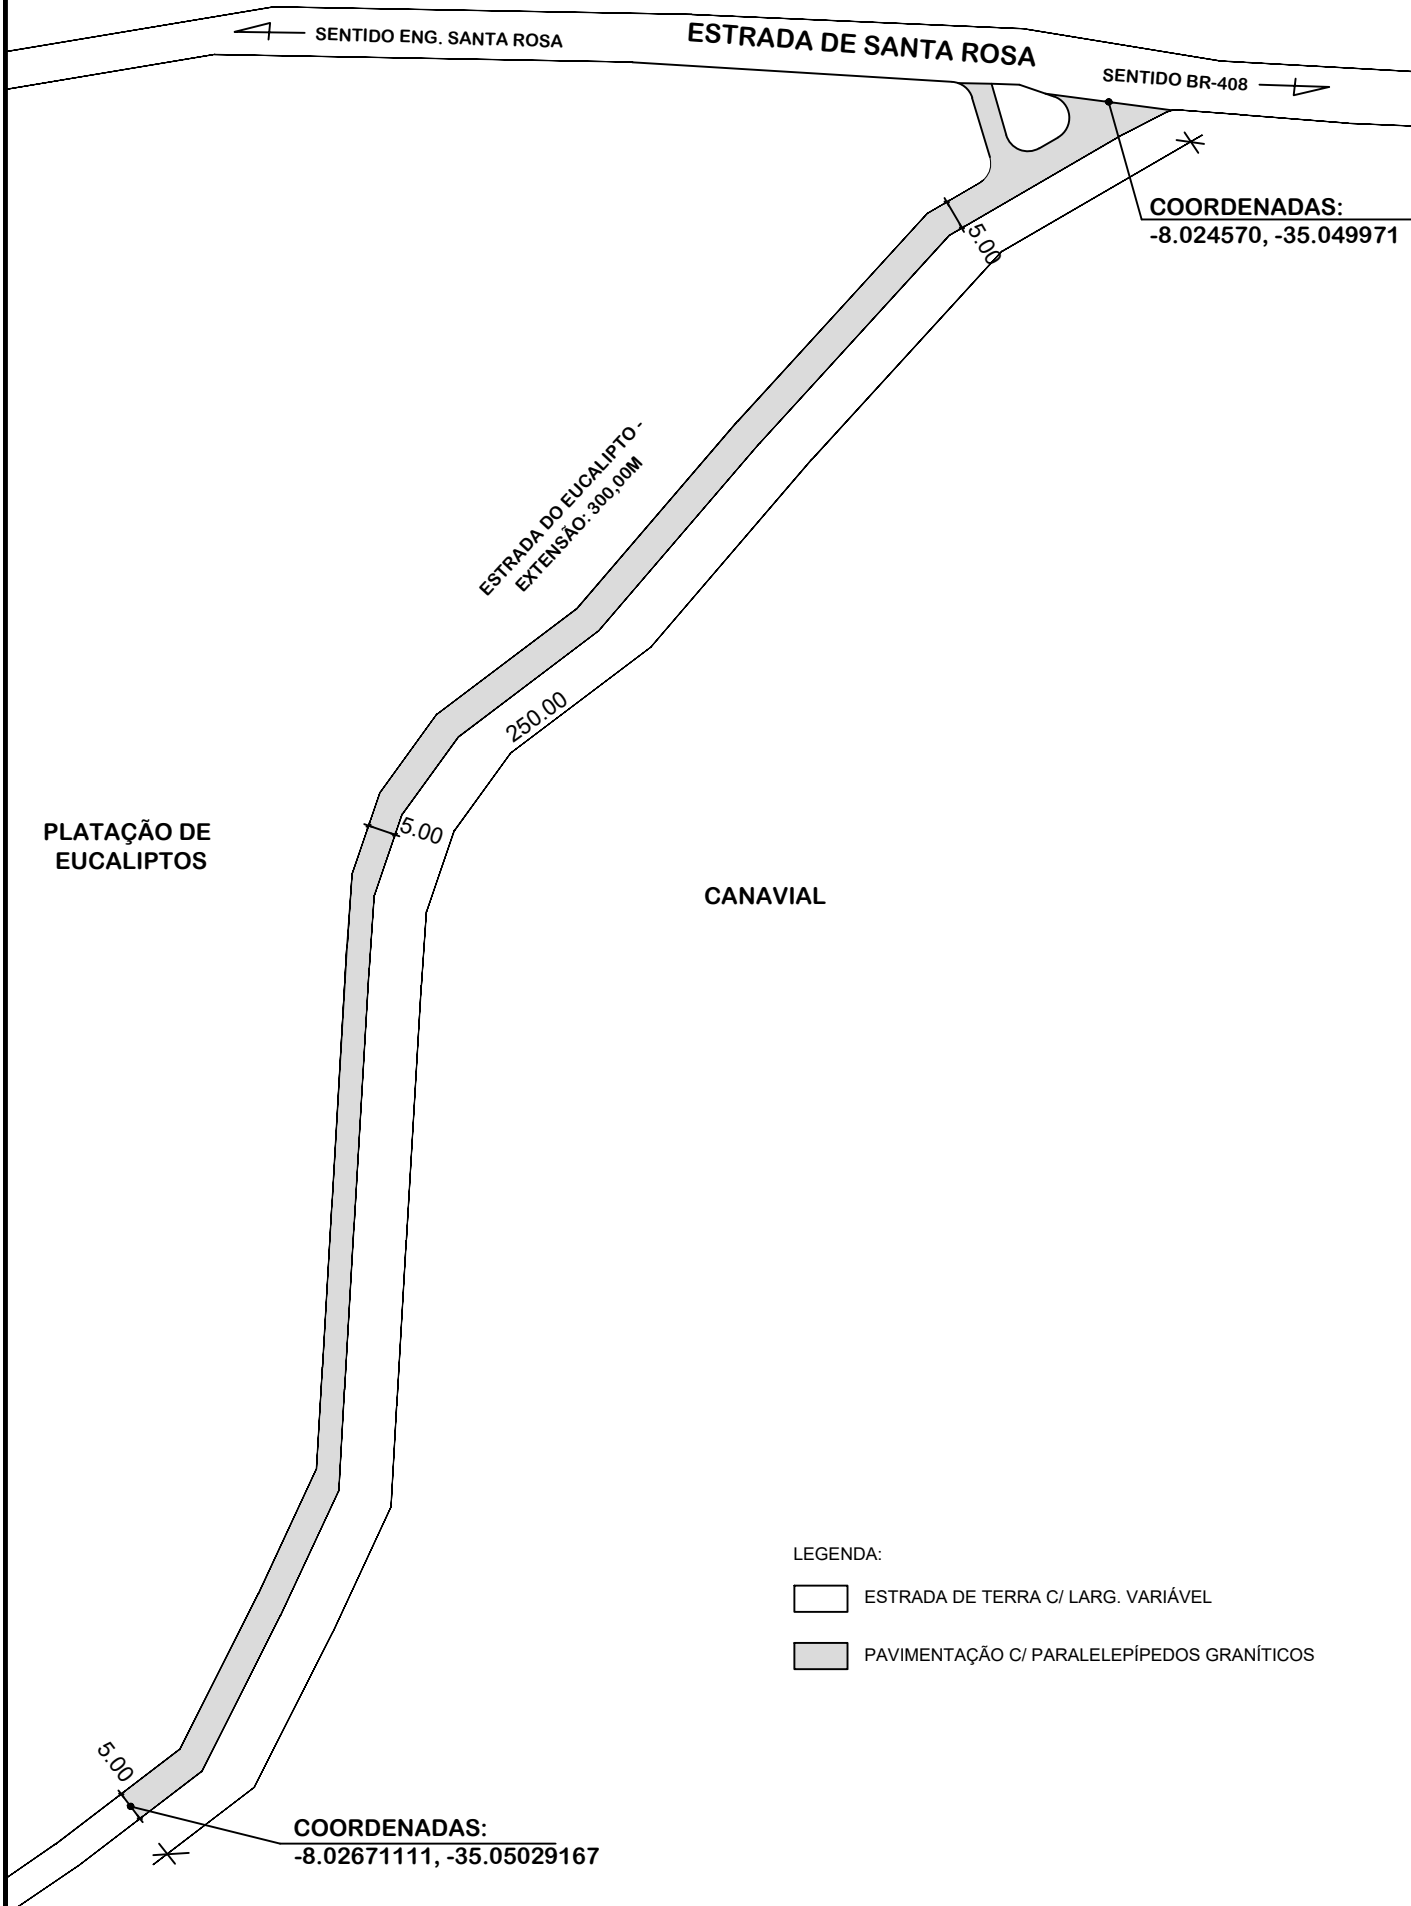 SENTIDO ENG. SANTA ROSA
ESTRADA DE SANTA ROSA
SENTIDO BR-408
COORDENADAS:
-8.024570, -35.049971
5.00
ESTRADA DO EUCALIPTO -
EXTENSÃO: 300,00M
250.00
5.00
PLATAÇÃO DE
EUCALIPTOS
CANAVIAL
LEGENDA:
ESTRADA DE TERRA C/ LARG. VARIÁVEL
PAVIMENTAÇÃO C/ PARALELEPÍPEDOS GRANÍTICOS
5.00
COORDENADAS:
-8.02671111, -35.05029167